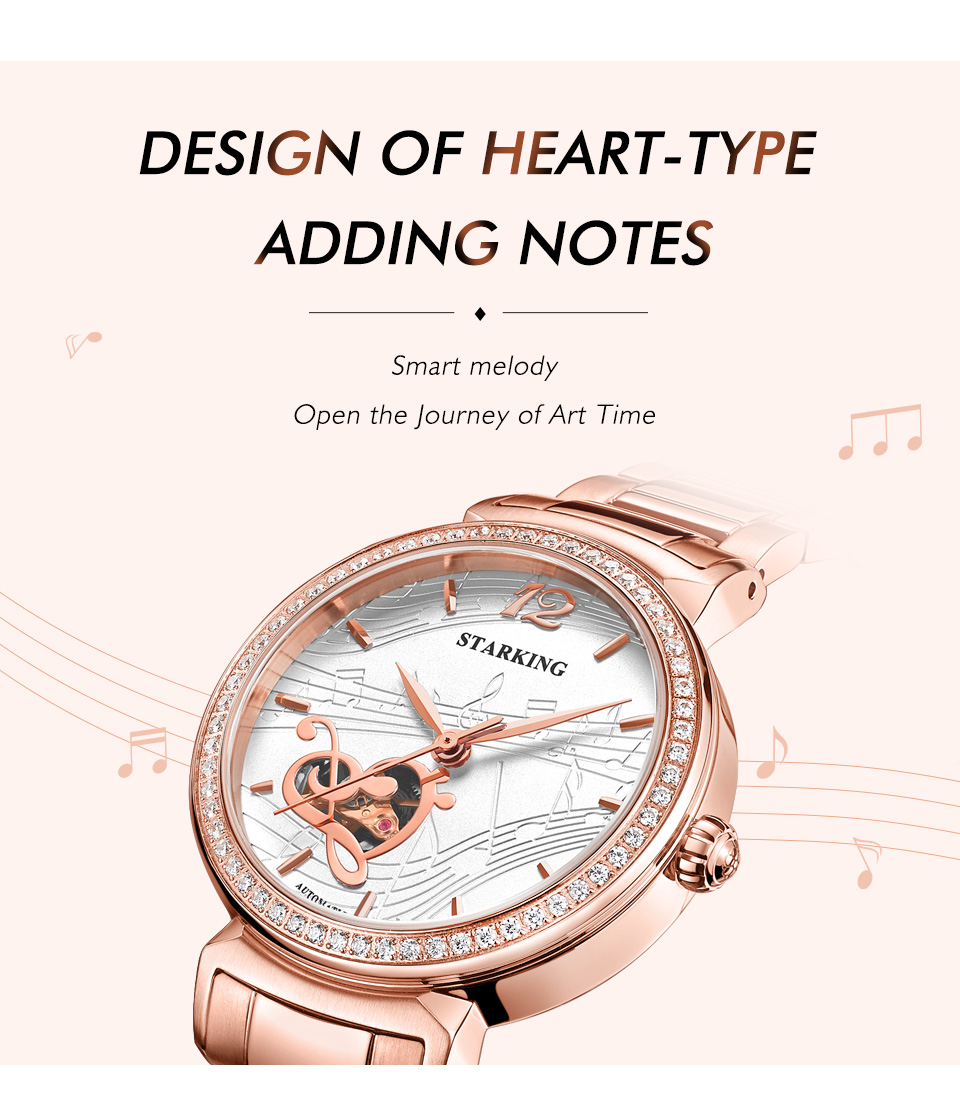 DESIGN OF HEART-TYPE
ADDING NOTES
Smart melody
Open the Journey of Art Time
12
STARKING